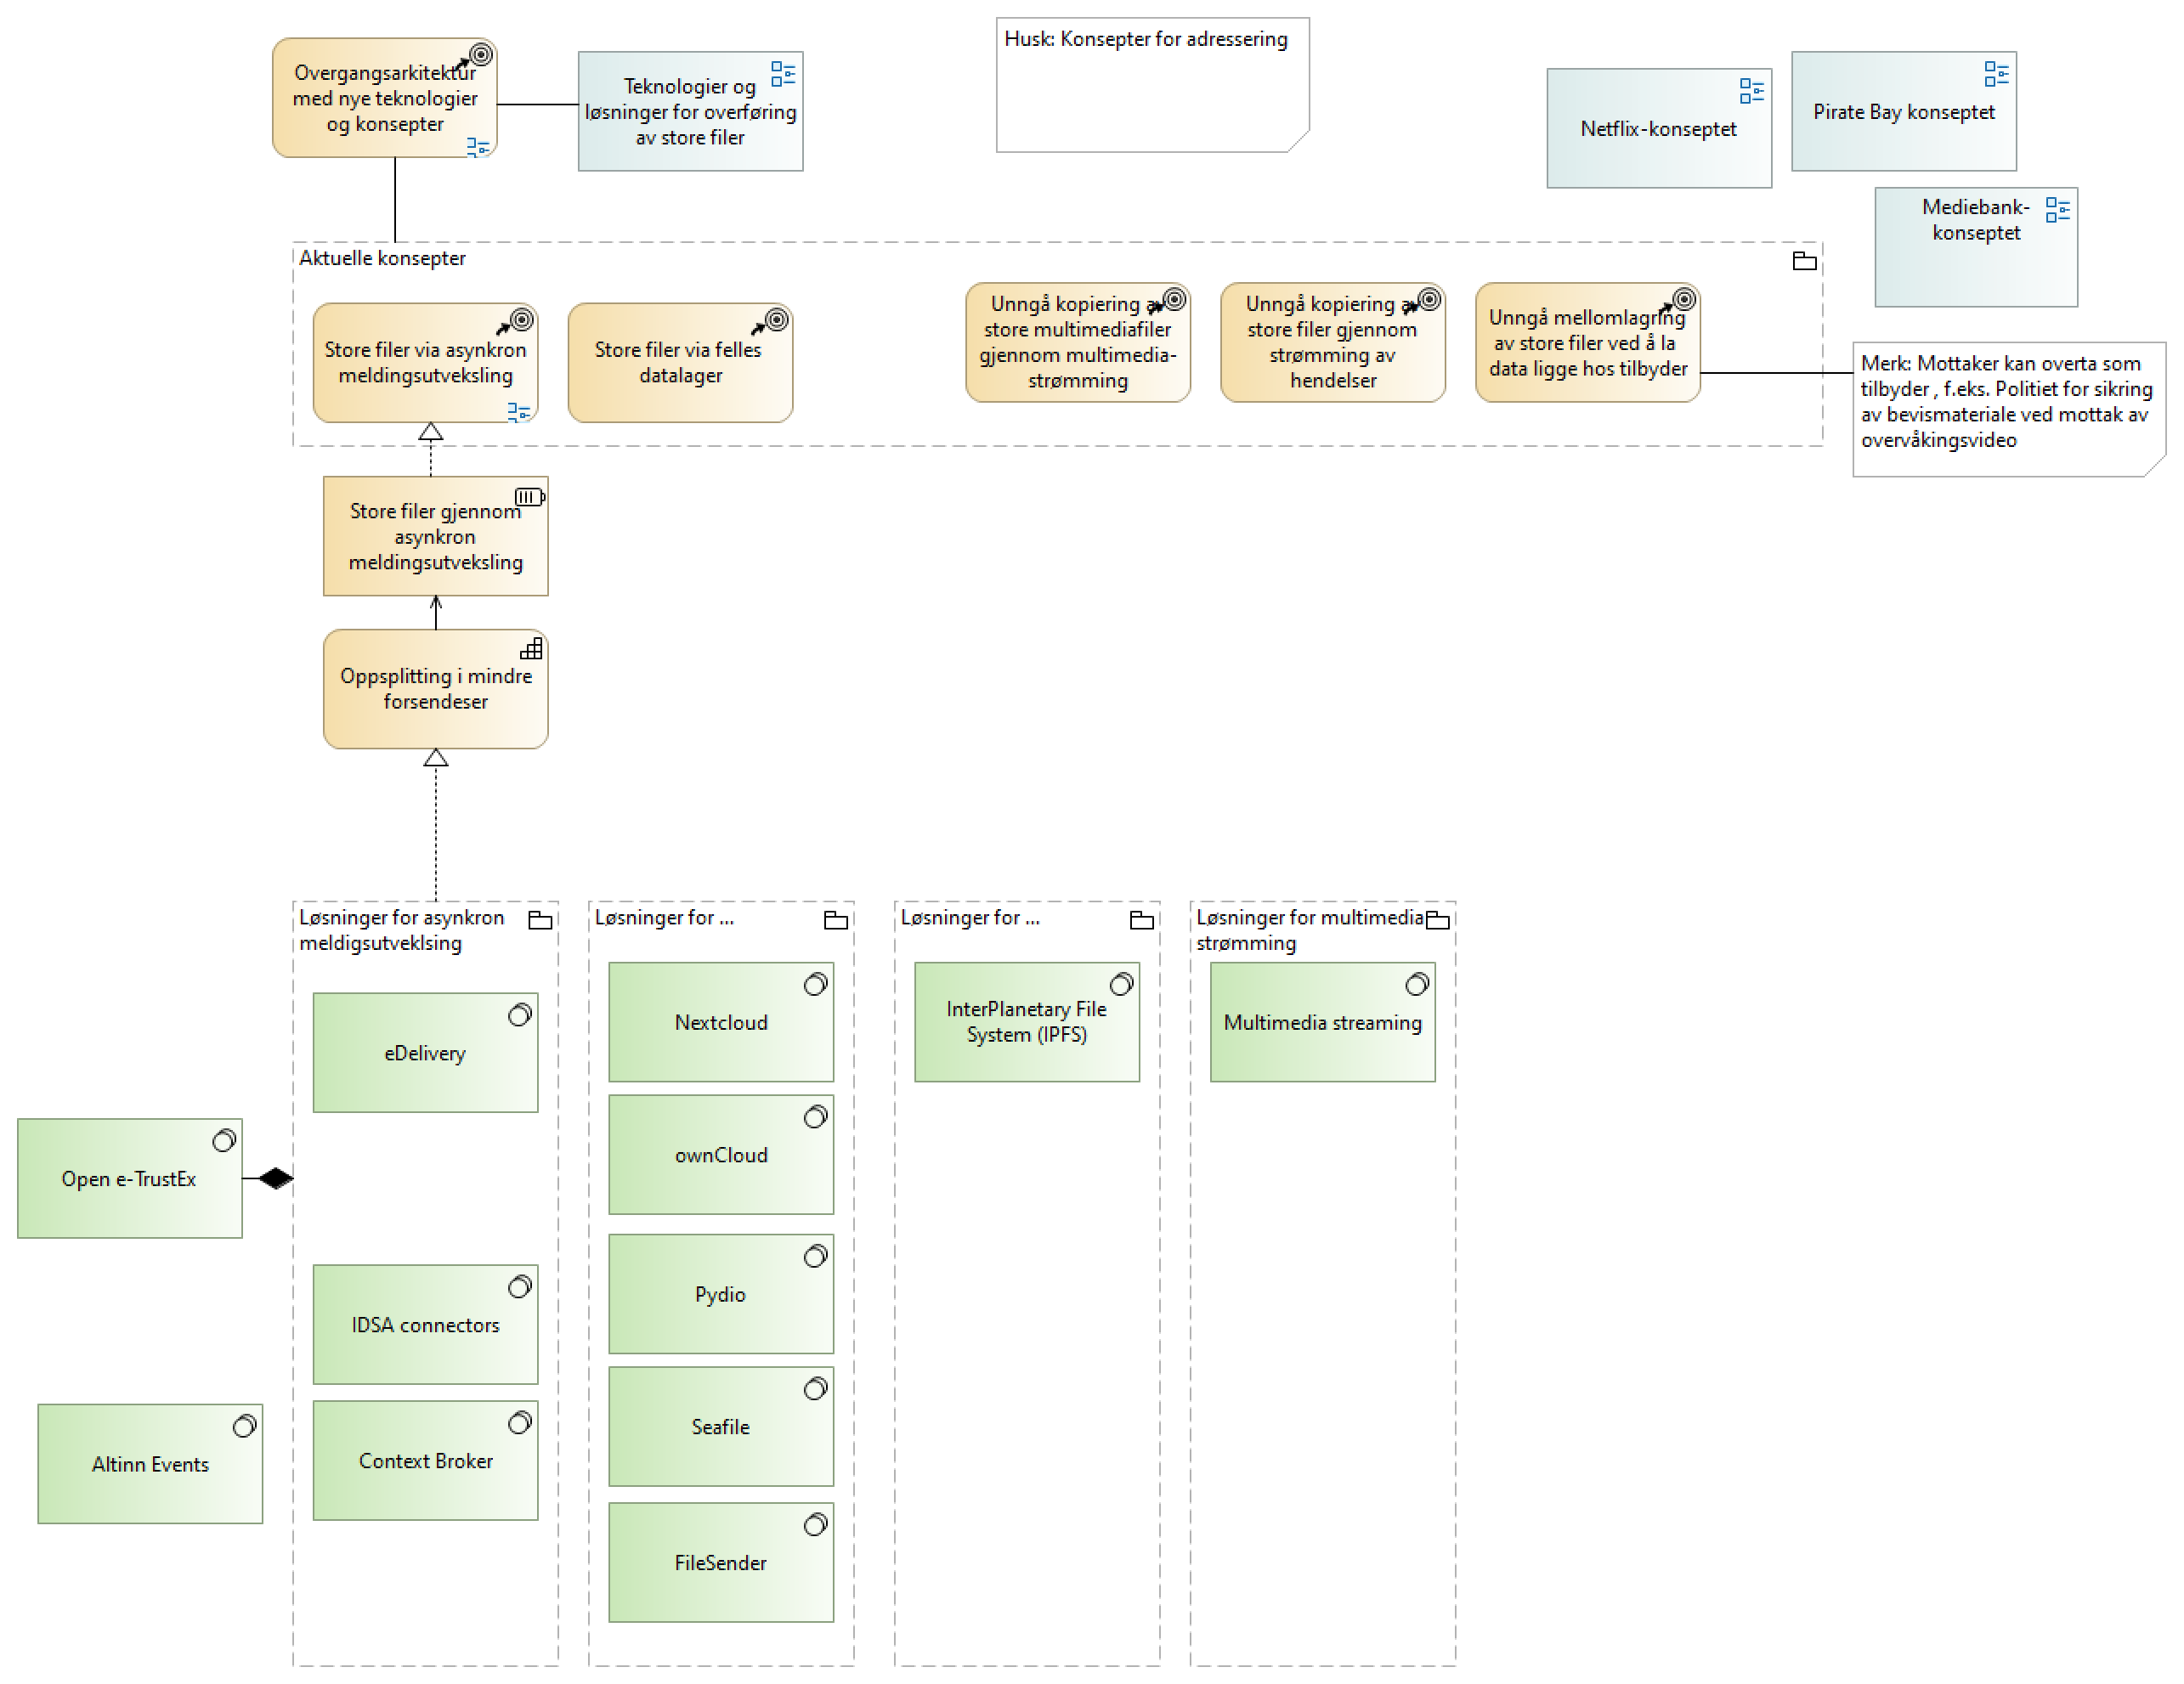 Overgangsarkitektur
med nye teknologier
og konsepter
Teknologier og
løsninger for overføring
av store filer
Husk: Konsepter for adressering
Netflix-konseptet
Pirate Bay konseptet
Mediebank-
konseptet
Aktuelle konsepter
Store filer via asynkron
meldingsutveksling
Store filer via felles
datalager
Unngå kopiering av
store multimediafiler
gjennom multimedia-
strømming
Unngå kopiering av
store filer gjennom
strømming av
hendelser
Unngå mellomlagring
av store filer ved å la
data ligge hos tilbyder
Merk: Mottaker kan overta som
tilbyder , f.eks. Politiet for sikring
av bevismateriale ved mottak av
overvåkingsvideo
Store filer gjennom
asynkron
meldingsutveksling
Oppsplitting i mindre
forsendeser
Løsninger for asynkron
meldigsutveklsing
eDelivery
Open e-TrustEx
IDSA connectors
Altinn Events
Context Broker
Løsninger for ...
Nextcloud
ownCloud
Pydio
Seafile
FileSender
Løsninger for ...
InterPlanetary File
System (IPFS)
Løsninger for multimedia
strømming
Multimedia streaming